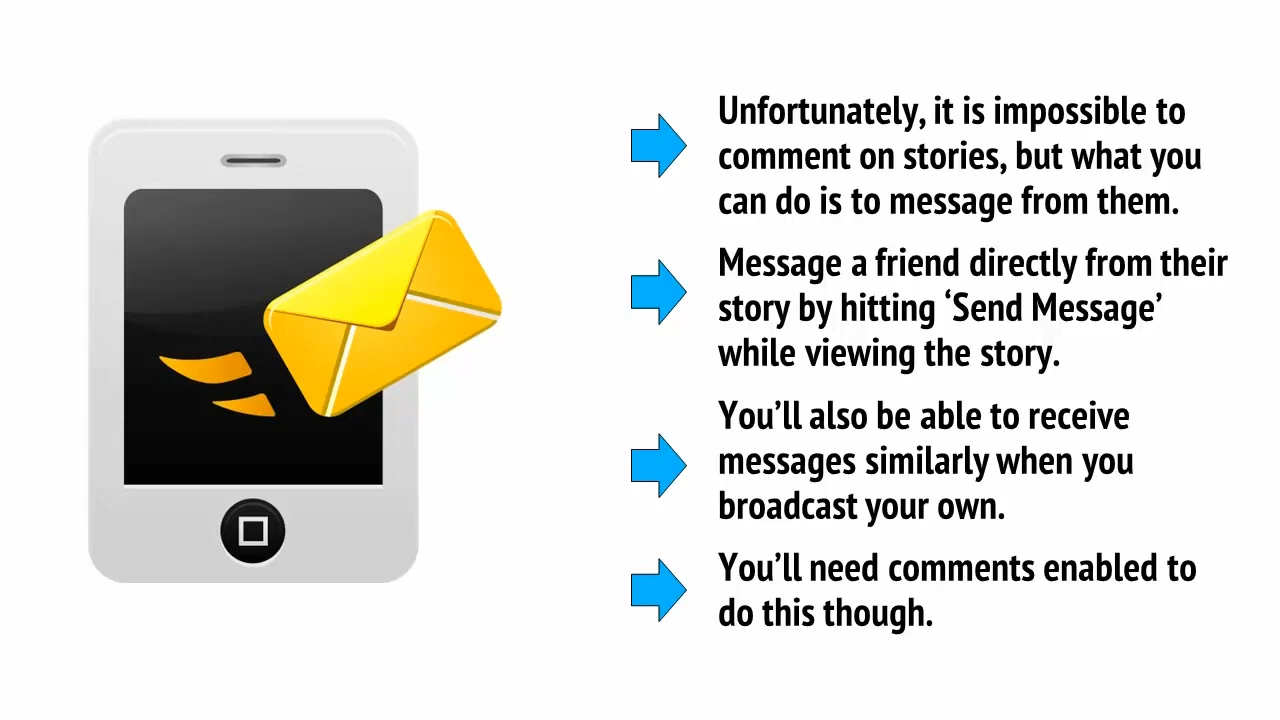 Unfortunately, it is impossible to
comment on stories, but what you
can do is to message from them.
Message a friend directly from their
story by hitting ‘Send Message’
while viewing the story.
You’ll also be able to receive
messages similarly when you
broadcast your own.
You’ll need comments enabled to
do this though.